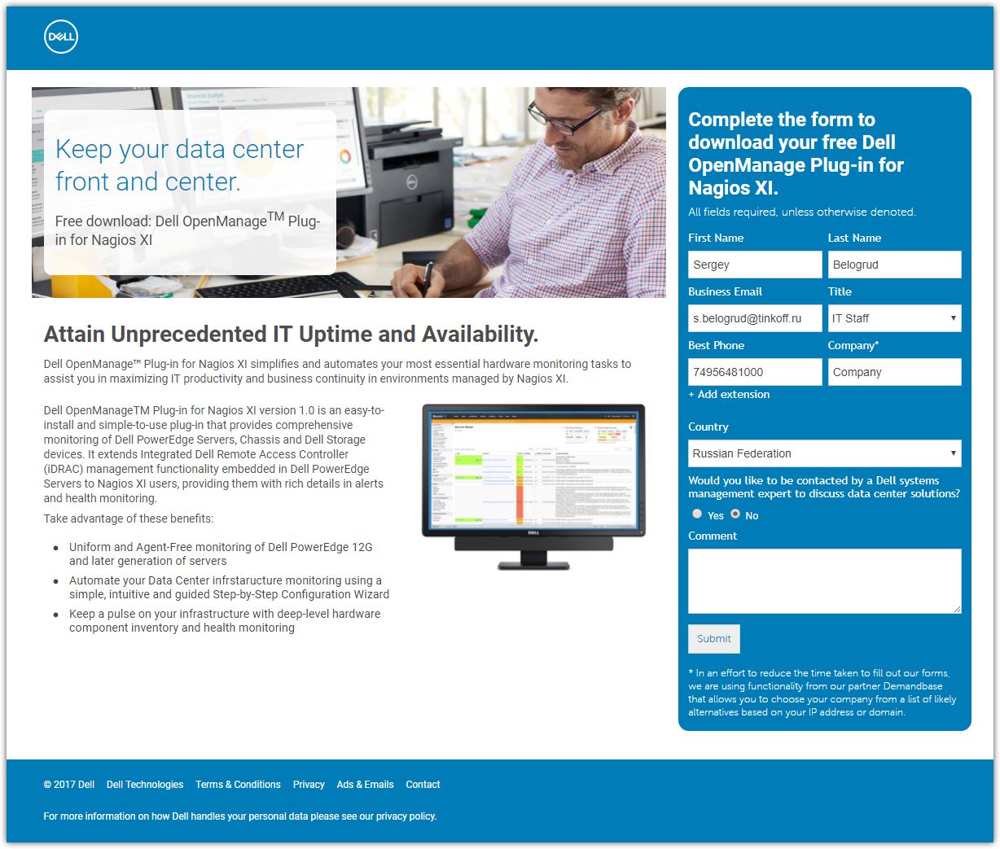 DELL
financial budget
Keep your data center
front and center.
Free download: Dell OpenManage™ Plug-
in for Nagios XI
DELL
Attain Unprecedented IT Uptime and Availability.
Dell OpenManage™ Plug-in for Nagios XI simplifies and automates your most essential hardware monitoring tasks to
assist you in maximizing IT productivity and business continuity in environments managed by Nagios XI.
Dell OpenManageTM Plug-in for Nagios XI version 1.0 is an easy-to-
install and simple-to-use plug-in that provides comprehensive
monitoring of Dell PowerEdge Servers, Chassis and Dell Storage
devices. It extends Integrated Dell Remote Access Controller
(iDRAC) management functionality embedded in Dell PowerEdge
Servers to Nagios XI users, providing them with rich details in alerts
and health monitoring.
Take advantage of these benefits:
• Uniform and Agent-Free monitoring of Dell PowerEdge 12G
and later generation of servers
• Automate your Data Center infrstaructure monitoring using a
simple, intuitive and guided Step-by-Step Configuration Wizard
• Keep a pulse on your infrastructure with deep-level hardware
component inventory and health monitoring
DELL
Complete the form to
download your free Dell
OpenManage Plug-in for
Nagios XI.
All fields required, unless otherwise denoted.
First Name Last Name
Sergey Belogrud
Business Email Title
s.belogrud@tinkoff.ru IT Staff
Best Phone Company*
74956481000 Company
+ Add extension
Country
Russian Federation
Would you like to be contacted by a Dell systems
management expert to discuss data center solutions?
Yes No
Comment
Submit
* In an effort to reduce the time taken to fill out our forms,
we are using functionality from our partner Demandbase
that allows you to choose your company from a list of likely
alternatives based on your IP address or domain.
© 2017 Dell Dell Technologies Terms & Conditions Privacy Ads & Emails Contact
For more information on how Dell handles your personal data please see our privacy policy.